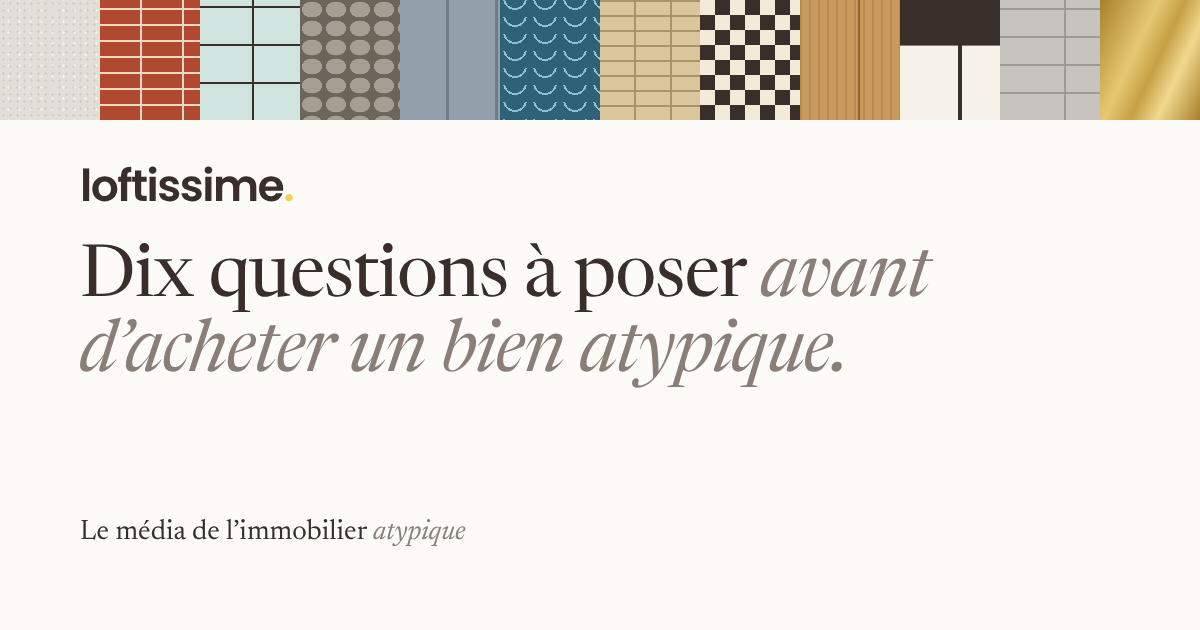 loftissime.
Dix questions à poser avant
d’acheter un bien atypique.
Le média de l’immobilier atypique